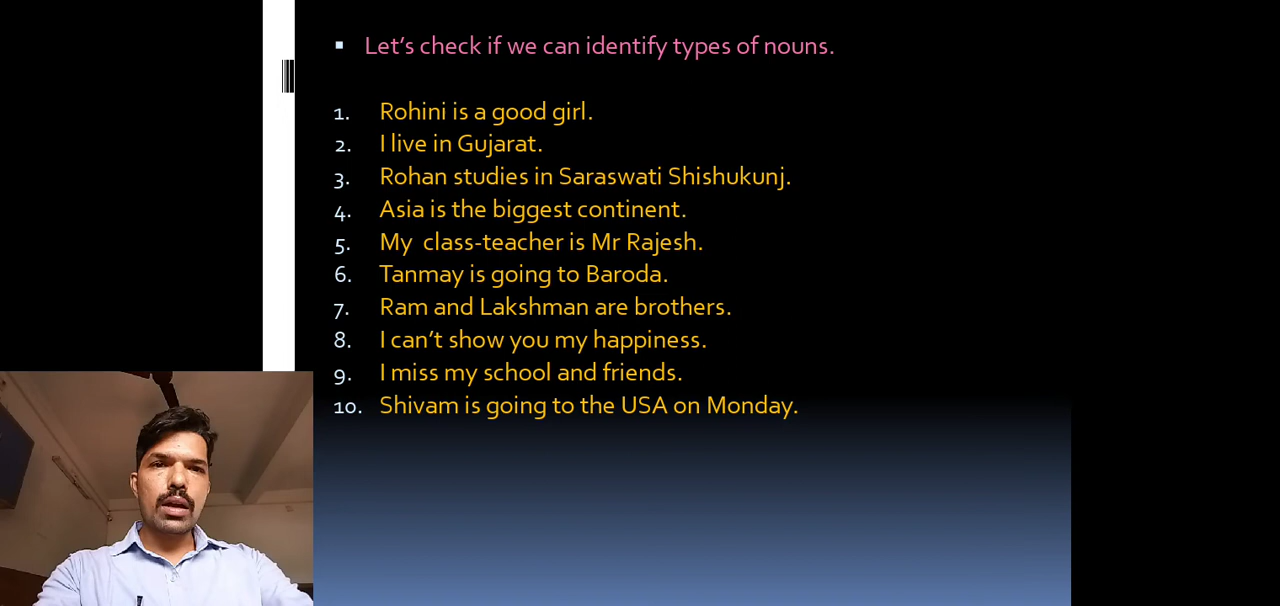 Let's check if we can identify types of nouns.
1. Rohini is a good girl.
2. I live in Gujarat.
3. Rohan studies in Saraswati Shishukunj.
4. Asia is the biggest continent.
5. My class-teacher is Mr Rajesh.
6. Tanmay is going to Baroda.
7. Ram and Lakshman are brothers.
8. I can't show you my happiness.
9. I miss my school and friends.
10. Shivam is going to the USA on Monday.